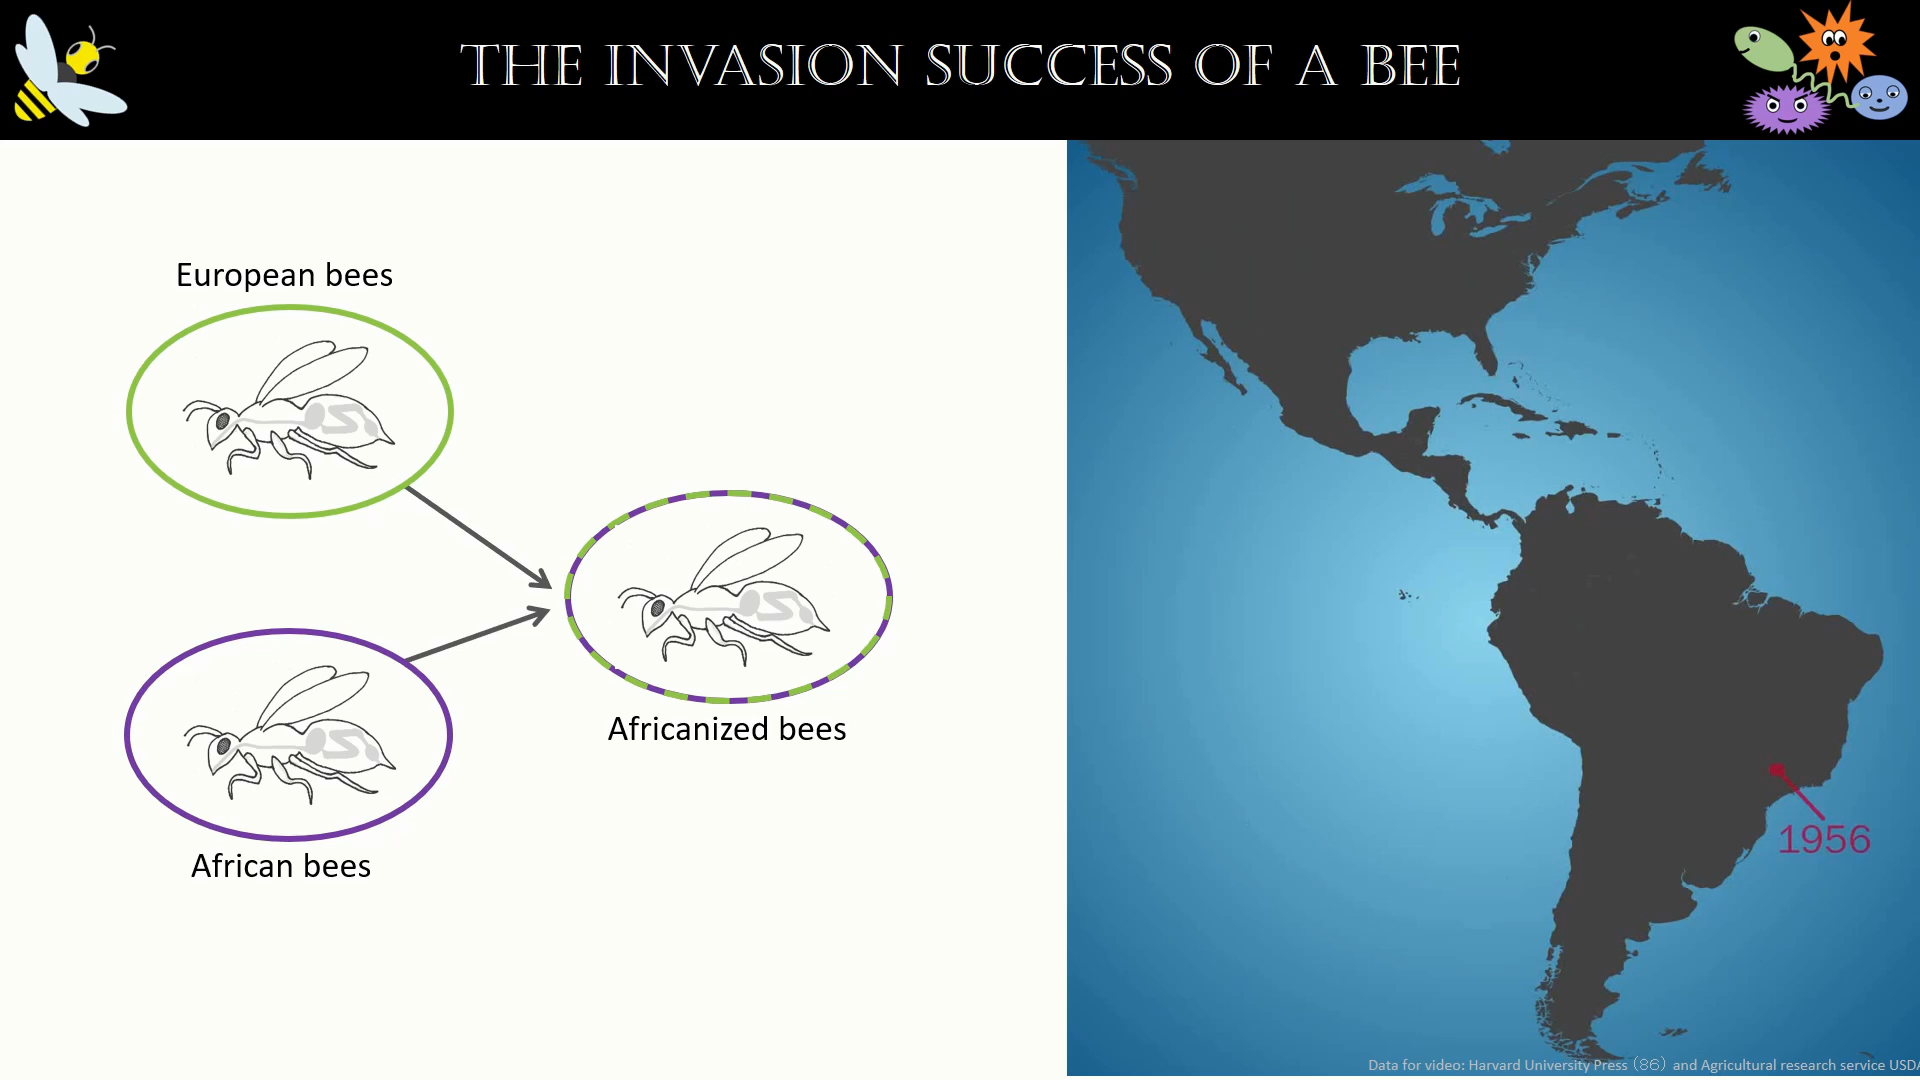 THE INVASION SUCCESS OF A BEE
European bees
African bees
Africanized bees
1956
Data for video: Harvard University Press (86) and Agricultural research service USDA